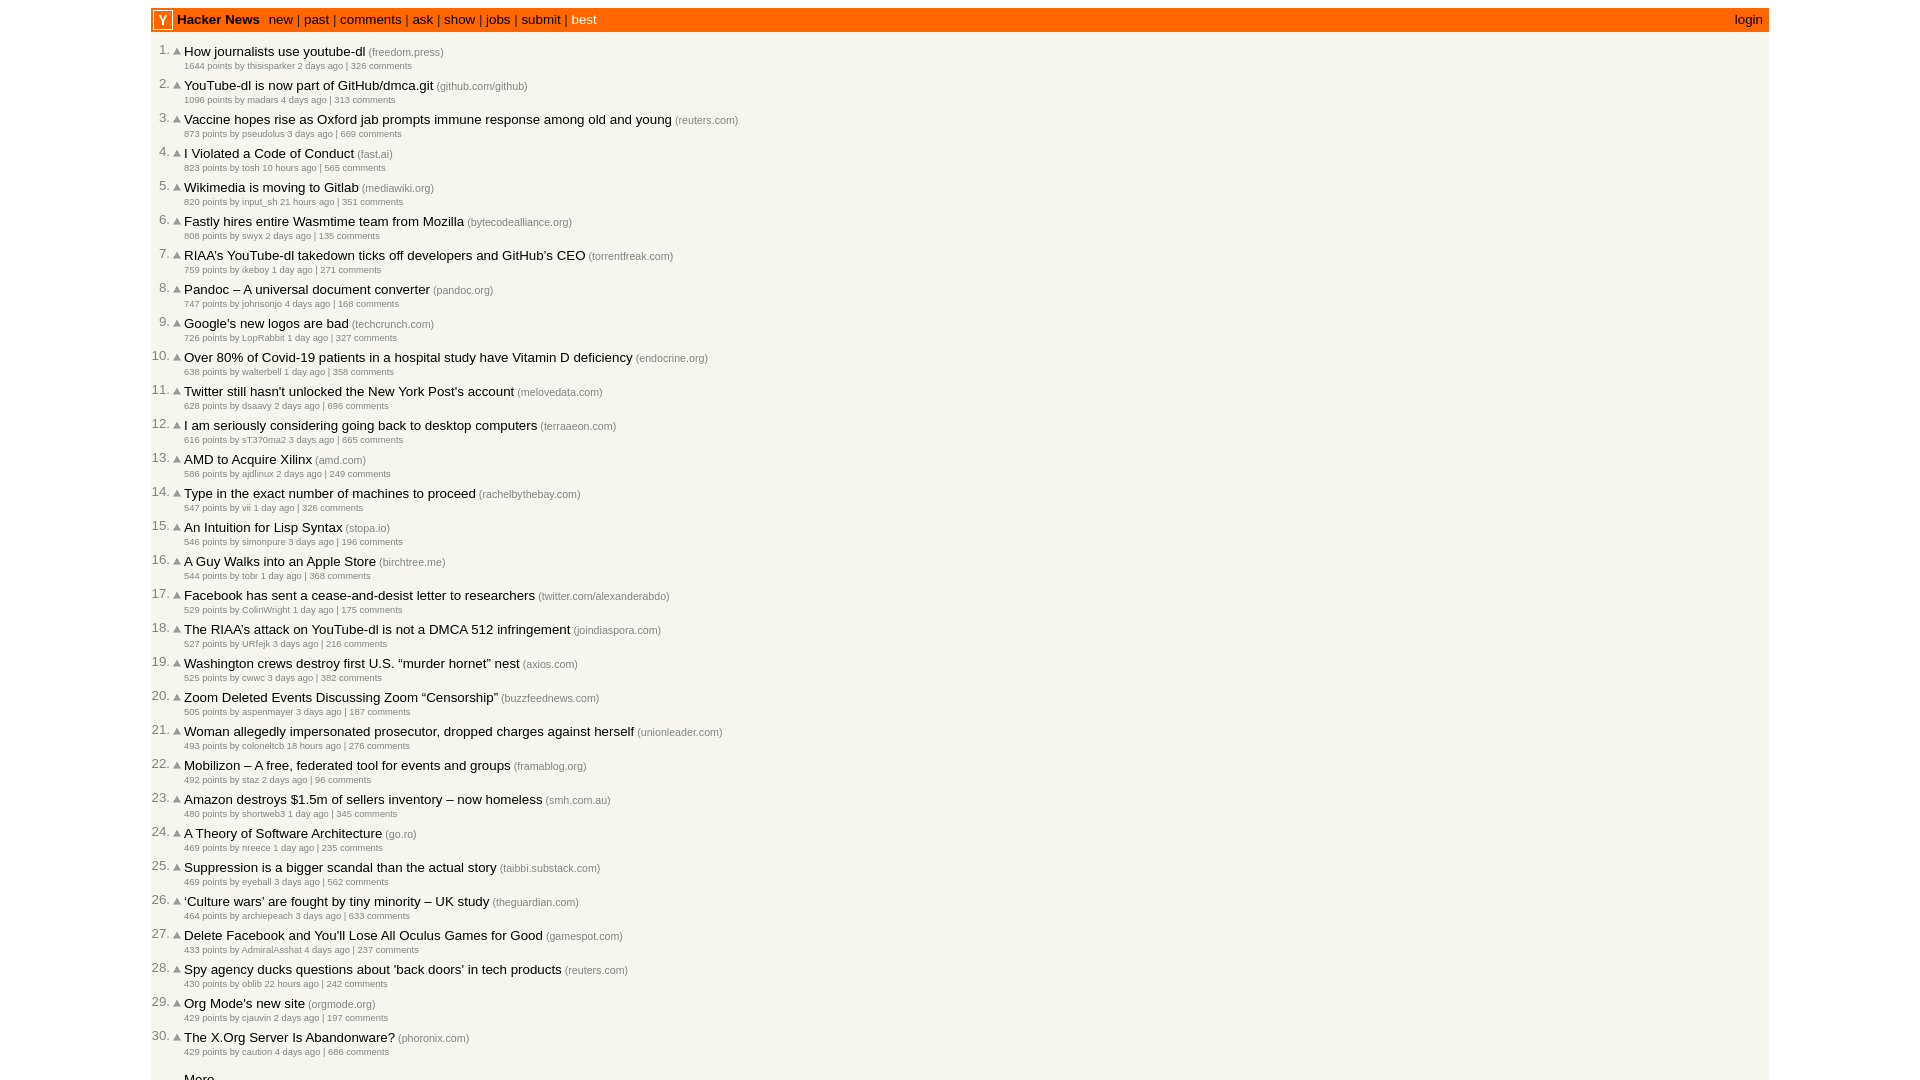 Y Hacker News new | past | comments | ask | show | jobs | submit | best login
1. How journalists use youtube-dl (freedom.press)
1644 points by thisisparker 2 days ago | 326 comments
2. YouTube-dl is now part of GitHub/dmca.git (github.com/github)
1096 points by madars 4 days ago | 313 comments
3. Vaccine hopes rise as Oxford jab prompts immune response among old and young (reuters.com)
873 points by pseudolus 3 days ago | 669 comments
4. I Violated a Code of Conduct (fast.ai)
823 points by tosh 10 hours ago | 565 comments
5. Wikimedia is moving to Gitlab (mediawiki.org)
820 points by input_sh 21 hours ago | 351 comments
6. Fastly hires entire Wasmtime team from Mozilla (bytecodealliance.org)
808 points by swyx 2 days ago | 135 comments
7. RIAA’s YouTube-dl takedown ticks off developers and GitHub’s CEO (torrentfreak.com)
759 points by ikeboy 1 day ago | 271 comments
8. Pandoc – A universal document converter (pandoc.org)
747 points by johnsonjo 4 days ago | 168 comments
9. Google's new logos are bad (techcrunch.com)
726 points by LopRabbit 1 day ago | 327 comments
10. Over 80% of Covid-19 patients in a hospital study have Vitamin D deficiency (endocrine.org)
638 points by walterbell 1 day ago | 358 comments
11. Twitter still hasn't unlocked the New York Post's account (melovedata.com)
628 points by dsaavy 2 days ago | 696 comments
12. I am seriously considering going back to desktop computers (terraaeon.com)
616 points by sT370ma2 3 days ago | 665 comments
13. AMD to Acquire Xilinx (amd.com)
586 points by ajdlinux 2 days ago | 249 comments
14. Type in the exact number of machines to proceed (rachelbythebay.com)
547 points by vii 1 day ago | 326 comments
15. An Intuition for Lisp Syntax (stopa.io)
546 points by simonpure 3 days ago | 196 comments
16. A Guy Walks into an Apple Store (birchtree.me)
544 points by tobr 1 day ago | 368 comments
17. Facebook has sent a cease-and-desist letter to researchers (twitter.com/alexanderabdo)
529 points by ColinWright 1 day ago | 175 comments
18. The RIAA’s attack on YouTube-dl is not a DMCA 512 infringement (joindiaspora.com)
527 points by URfejk 3 days ago | 216 comments
19. Washington crews destroy first U.S. “murder hornet” nest (axios.com)
525 points by cwwc 3 days ago | 382 comments
20. Zoom Deleted Events Discussing Zoom “Censorship” (buzzfeednews.com)
505 points by aspenmayer 3 days ago | 187 comments
21. Woman allegedly impersonated prosecutor, dropped charges against herself (unionleader.com)
493 points by coloneltcb 18 hours ago | 276 comments
22. Mobilizon – A free, federated tool for events and groups (framablog.org)
492 points by staz 2 days ago | 96 comments
23. Amazon destroys $1.5m of sellers inventory – now homeless (smh.com.au)
480 points by shortweb3 1 day ago | 345 comments
24. A Theory of Software Architecture (go.ro)
469 points by nreece 1 day ago | 235 comments
25. Suppression is a bigger scandal than the actual story (taibbi.substack.com)
469 points by eyeball 3 days ago | 562 comments
26. ‘Culture wars’ are fought by tiny minority – UK study (theguardian.com)
464 points by archiepeach 3 days ago | 633 comments
27. Delete Facebook and You'll Lose All Oculus Games for Good (gamespot.com)
433 points by AdmiralAsshat 4 days ago | 237 comments
28. Spy agency ducks questions about 'back doors' in tech products (reuters.com)
430 points by oblib 22 hours ago | 242 comments
29. Org Mode's new site (orgmode.org)
429 points by cjauvin 2 days ago | 197 comments
30. The X.Org Server Is Abandonware? (phoronix.com)
429 points by caution 4 days ago | 686 comments
More